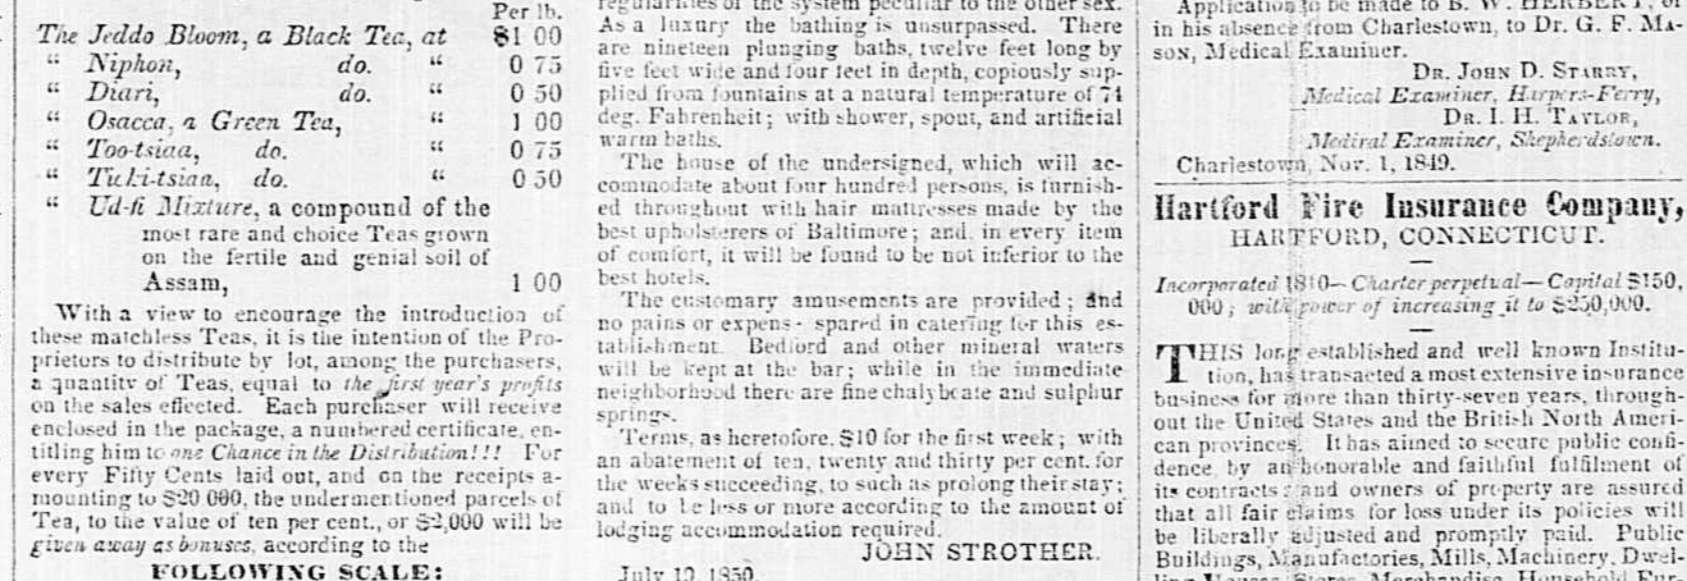 Per lb.
The Jeddo Bloom, a Black Tea, at $1 00
" Niphon, do. " 0 75
" Diari, do. " 0 50
" Osacca, a Green Tea, " 1 00
" Too-tsiaa, do. " 0 75
" Ticki-tsiaa, do. " 0 50
" Ud-fi Mixture, a compound of the
most rare and choice Teas grown
on the fertile and genial soil of
Assam, 1 00
With a view to encourage the introduction of
these matchless Teas, it is the intention of the Pro-
prietors to distribute by lot, among the purchasers,
a quantity of Teas, equal to the first year's profits
on the sales effected. Each purchaser will receive
enclosed in the package, a numbered certificate, en-
titling him to one Chance in the Distribution!!! For
every Fifty Cents laid out, and on the receipts a-
mounting to $20 000, the undermentioned parcels of
Tea, to the value of ten per cent., or $2,000 will be
given away as bonuses, according to the
FOLLOWING SCALE:
regularities of the system peculiar to the other sex.
As a luxury the bathing is unsurpassed. There
are nineteen plunging baths, twelve feet long by
five feet wide and four feet in depth, copiously sup-
plied from fountains at a natural temperature of 74
deg. Fahrenheit; with shower, spout, and artificial
warm baths.
The house of the undersigned, which will ac-
commodate about four hundred persons, is furnish-
ed throughout with hair mattresses made by the
best upholsterers of Baltimore; and, in every item
of comfort, it will be found to be not inferior to the
best hotels.
The customary amusements are provided; and
no pains or expens- spared in catering for this es-
tablishment. Bedford and other mineral waters
will be kept at the bar; while in the immediate
neighborhood there are fine chalybeate and sulphur
springs.
Terms, as heretofore, $10 for the first week; with
an abatement of ten, twenty and thirty per cent. for
the weeks succeeding, to such as prolong their stay;
and to be less or more according to the amount of
lodging accommodation required.
JOHN STROTHER.
July 1850.
Application to be made to B. W. HERBERT, or
in his absence from Charlestown, to Dr. G. F. MA-
SON, Medical Examiner.
DR. JOHN D. STARRY,
Medical Examiner, Harpers-Ferry,
DR. I. H. TAYLOR,
Medical Examiner, Shepherdstown.
Charlestown, Nov. 1, 1849.
Hartford Fire Insurance Company,
HARTFORD, CONNECTICUT.
Incorporated 1810—Charter perpetual—Capital $150,
000; with power of increasing it to $250,000.
THIS long established and well known Institu-
tion, has transacted a most extensive insurance
business for more than thirty-seven years, through-
out the United States and the British North Ameri-
can provinces. It has aimed to secure public confi-
dence, by an honorable and faithful fulfilment of
its contracts; and owners of property are assured
that all fair claims for loss under its policies will
be liberally adjusted and promptly paid. Public
Buildings, Manufactories, Mills, Machinery, Dwel-
ling Houses, Stores, Merchandise, Household Fur-